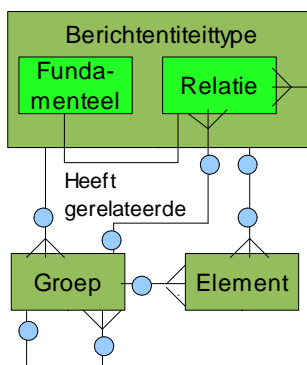 Berichtentiteittype
Funda-
menteel
Relatie
Heeft
gerelateerde
Groep
Element